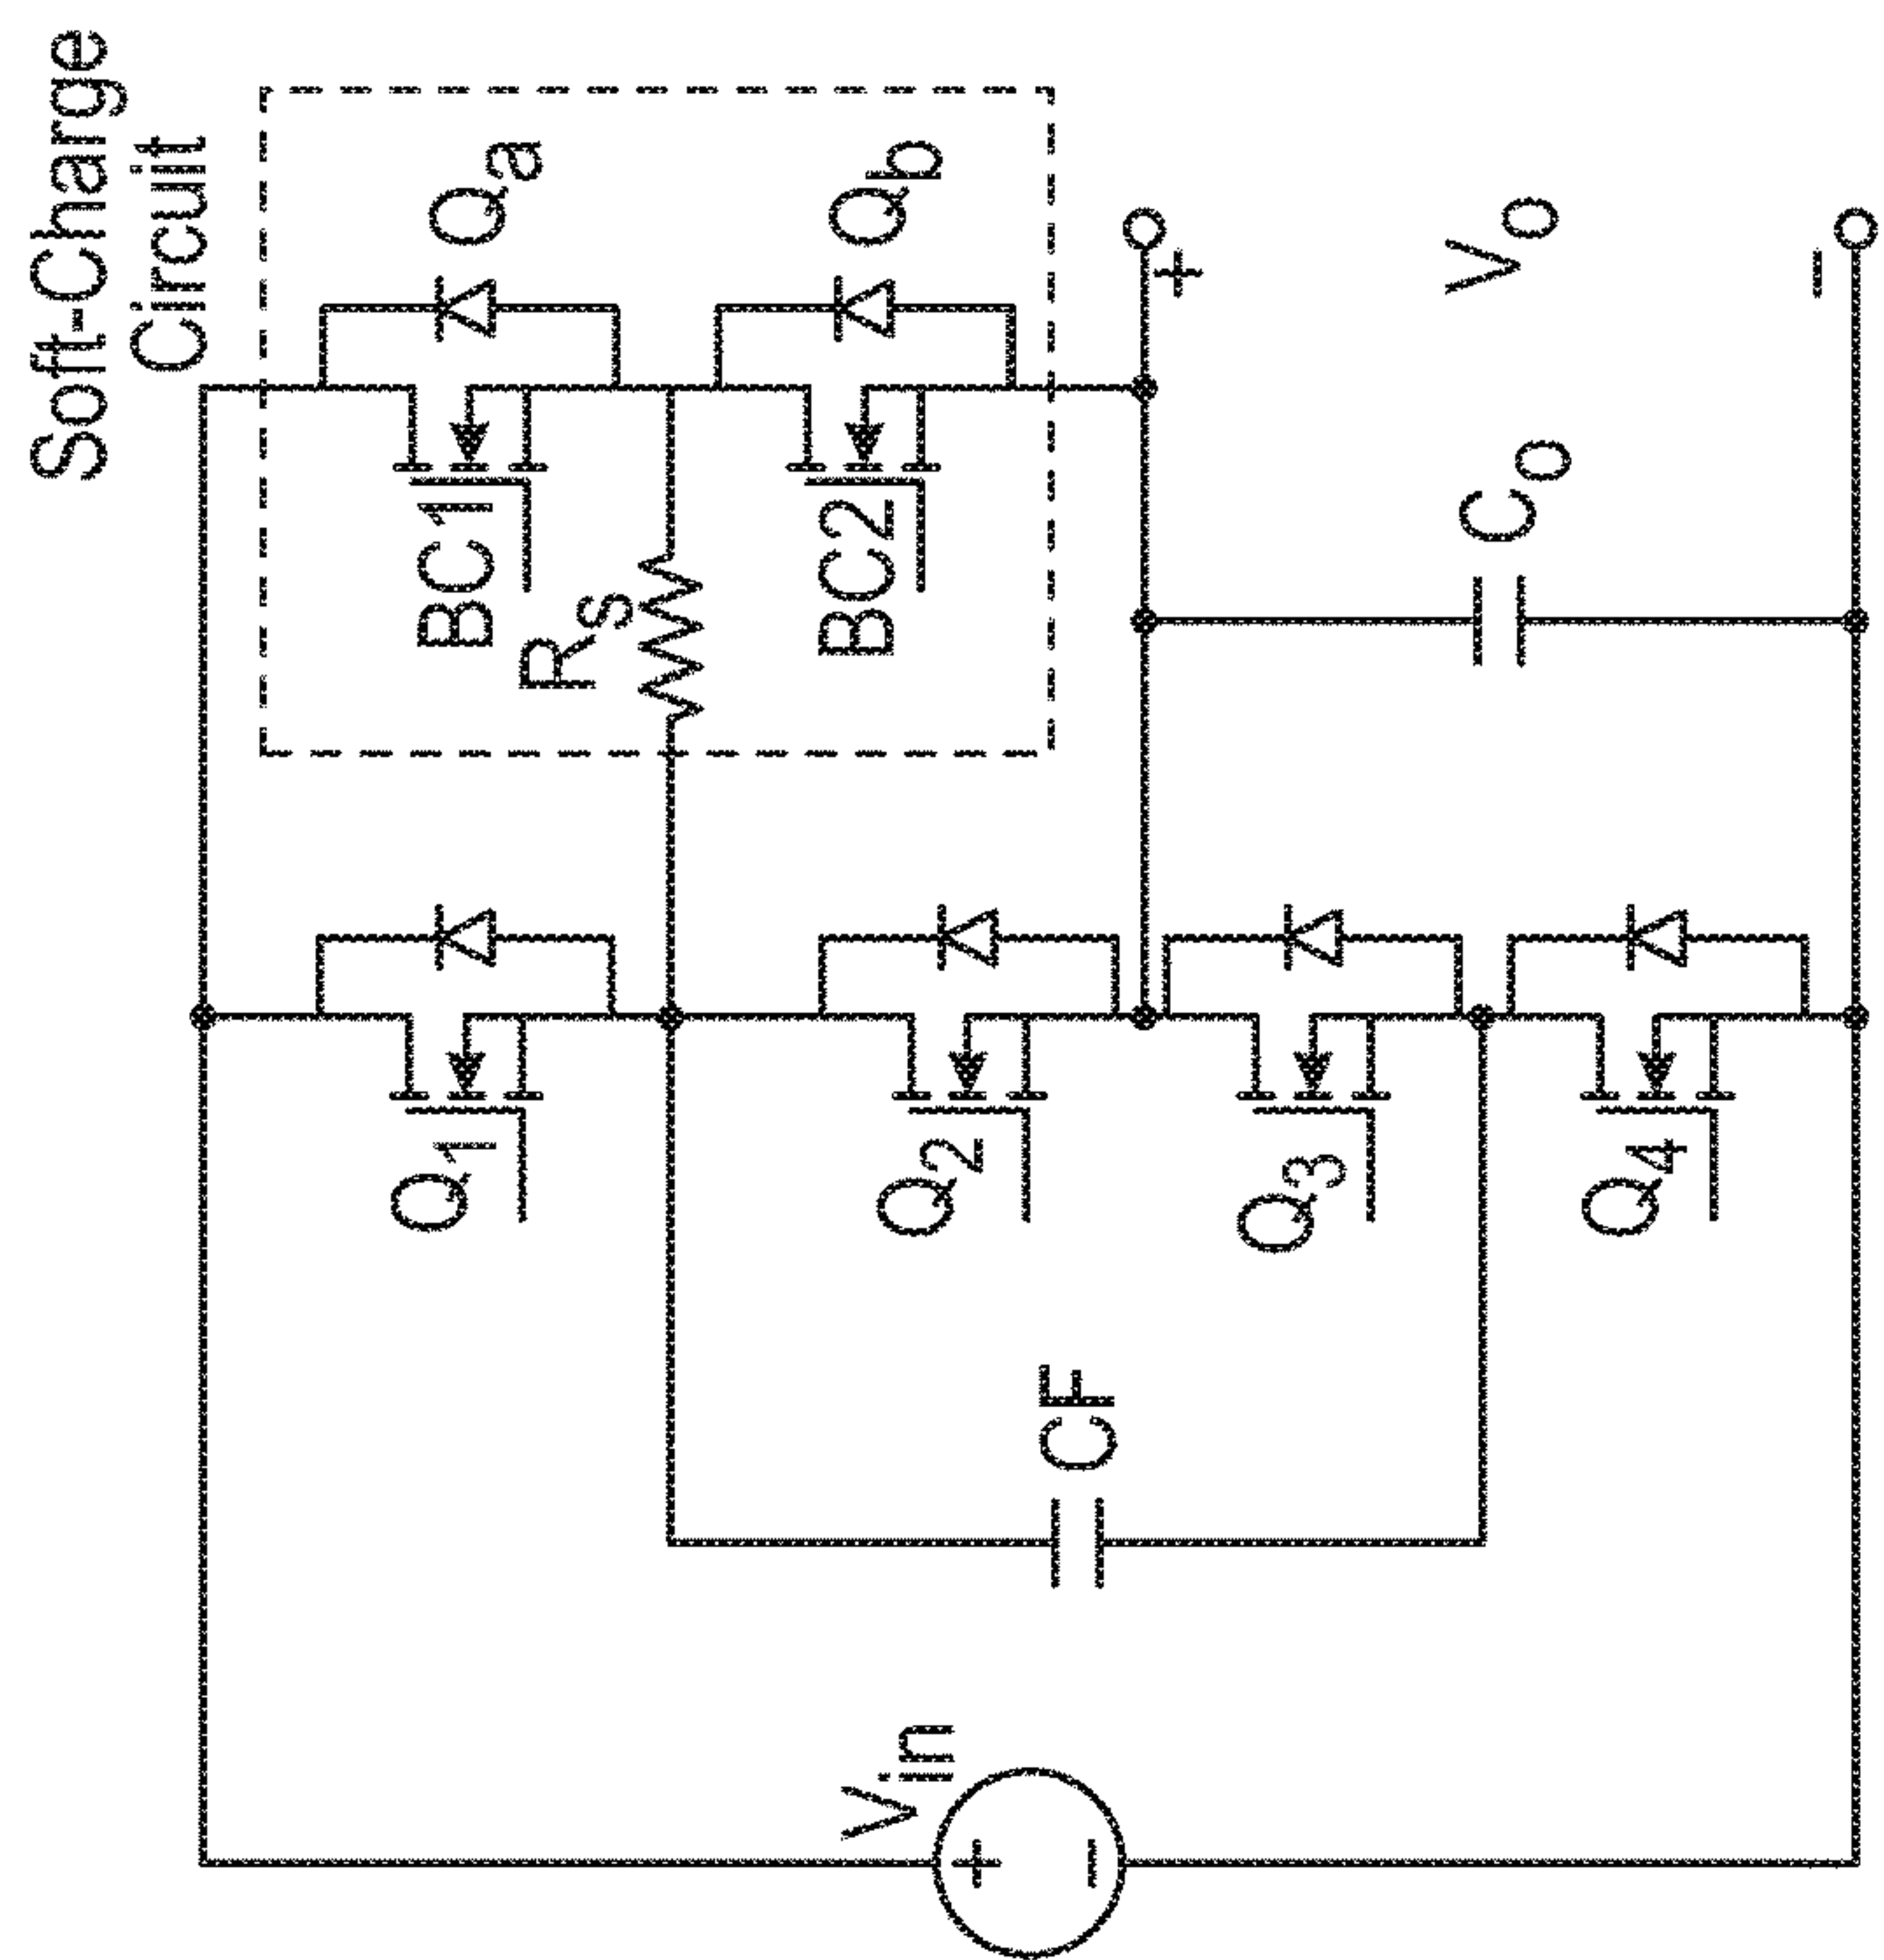 Soft-Charge
Circuit
Qa
Qb
BC1
BC2
Rs
+
VO
-
CO
Q1
Q2
Q3
Q4
CF
Vin
+
-